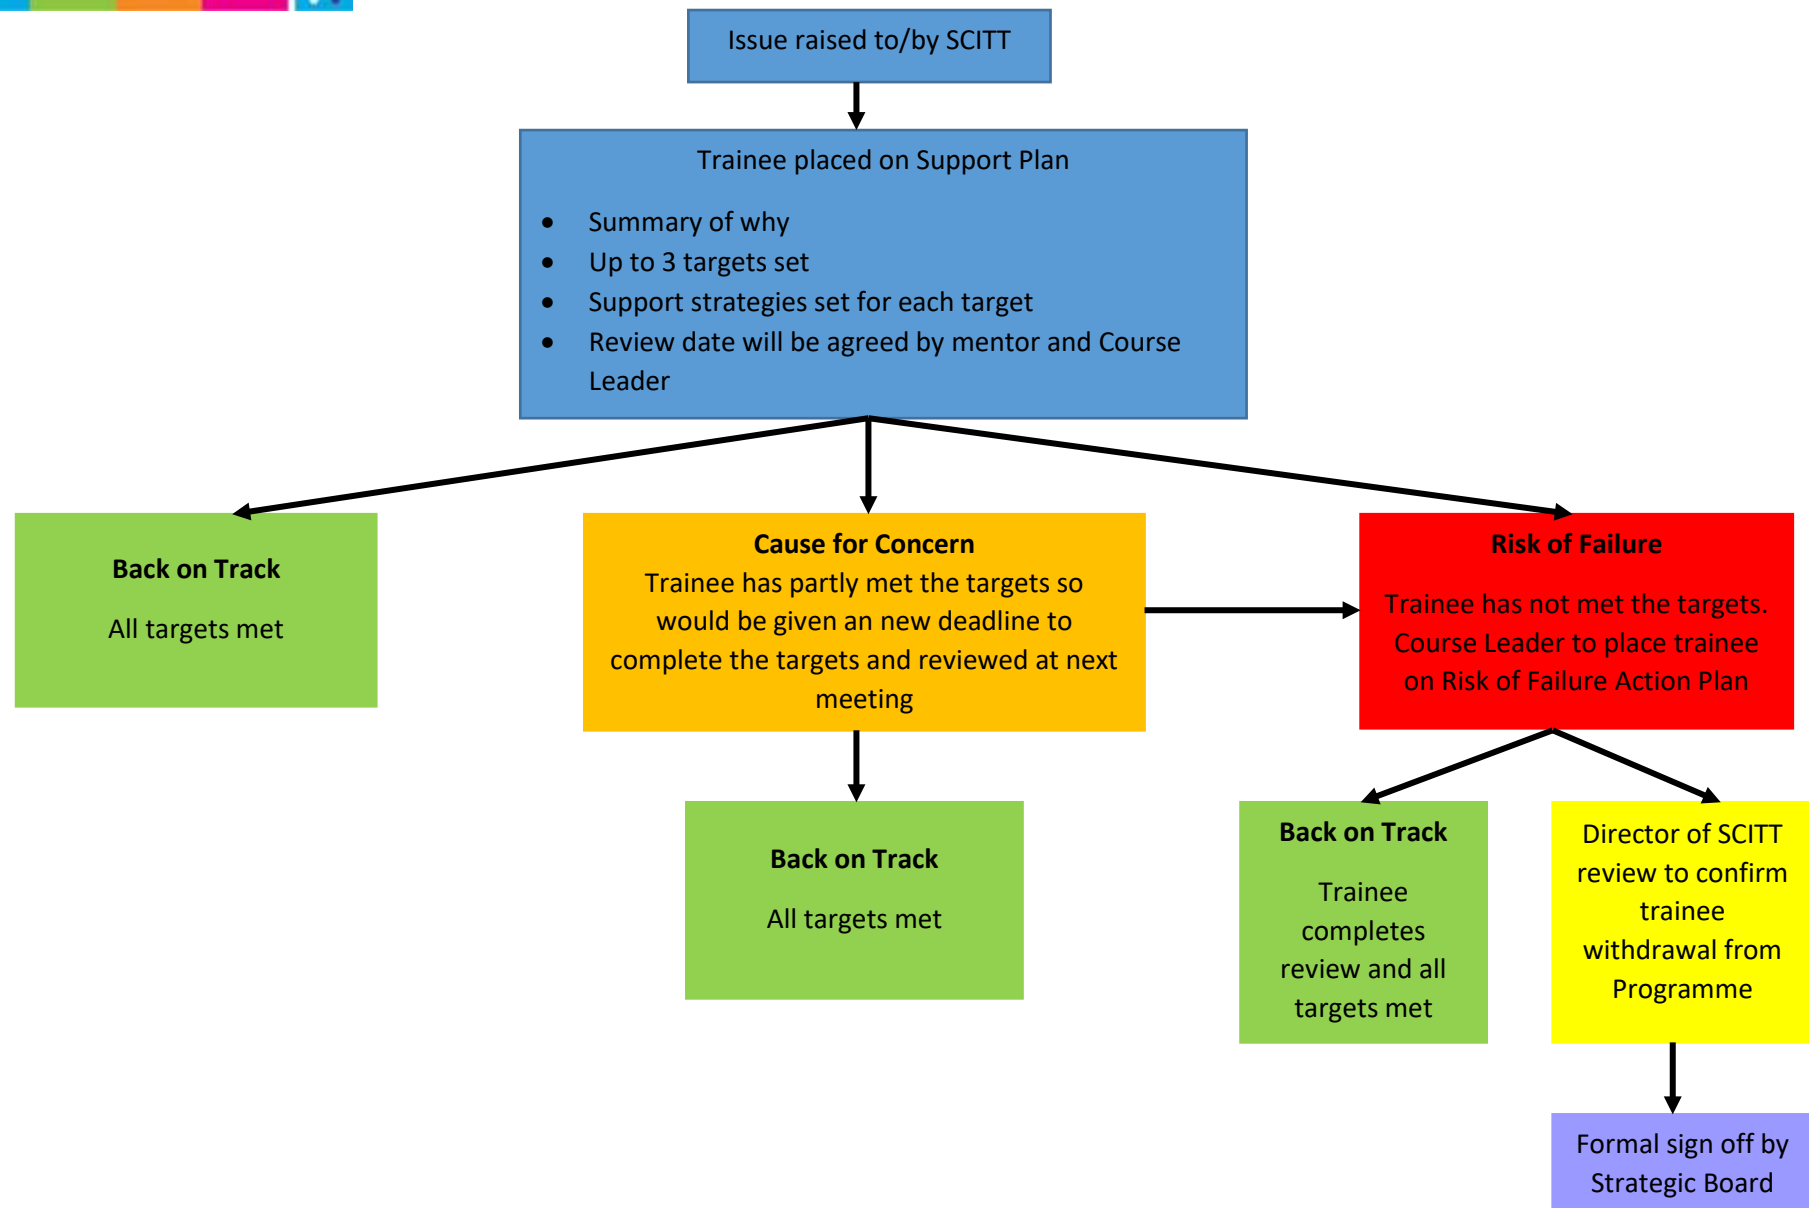 Issue raised to/by SCITT
Trainee placed on Support Plan
• Summary of why
• Up to 3 targets set
• Support strategies set for each target
• Review date will be agreed by mentor and Course
Leader
Back on Track
All targets met
Cause for Concern
Trainee has partly met the targets so
would be given an new deadline to
complete the targets and reviewed at next
meeting
Risk of Failure
Trainee has not met the targets.
Course Leader to place trainee
on Risk of Failure Action Plan
Back on Track
All targets met
Back on Track
Trainee
completes
review and all
targets met
Director of SCITT
review to confirm
trainee
withdrawal from
Programme
Formal sign off by
Strategic Board